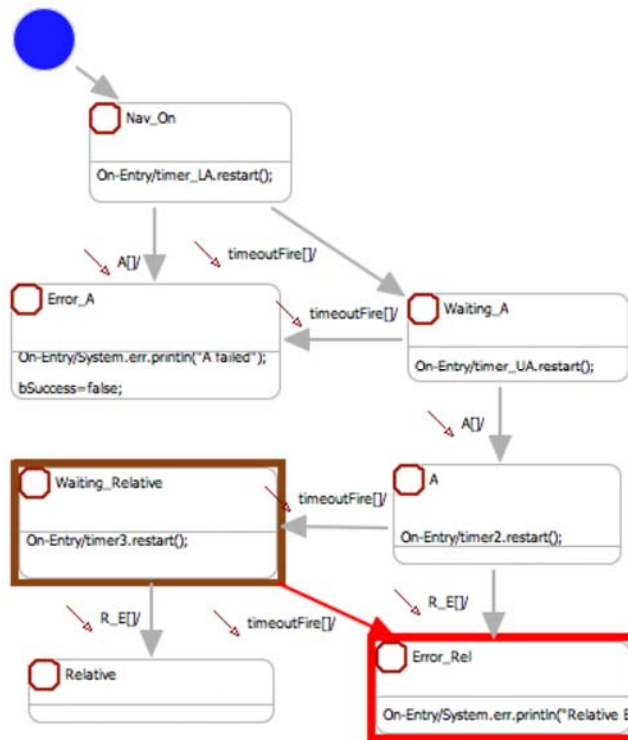 Nav_On
On-Entry/timer_LA.restart();
A[]/
timeoutFire[]/
Error_A
On-Entry/System.err.println("A failed");
bSuccess=false;
timeoutFire[]/
Waiting_A
On-Entry/timer_UA.restart();
A[]/
Waiting_Relative
On-Entry/timer3.restart();
timeoutFire[]/
A
On-Entry/timer2.restart();
R_E[]/
timeoutFire[]/
R_E[]/
Relative
Error_Rel
On-Entry/System.err.println("Relative E